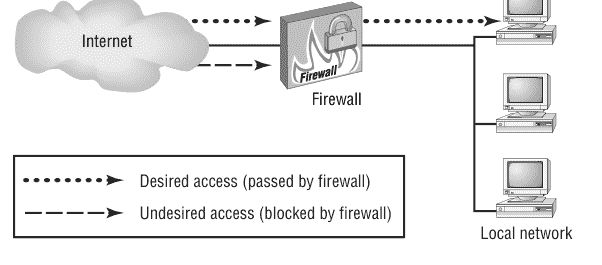 Internet
Firewall
Firewall
Desired access (passed by firewall)
Undesired access (blocked by firewall)
Local network